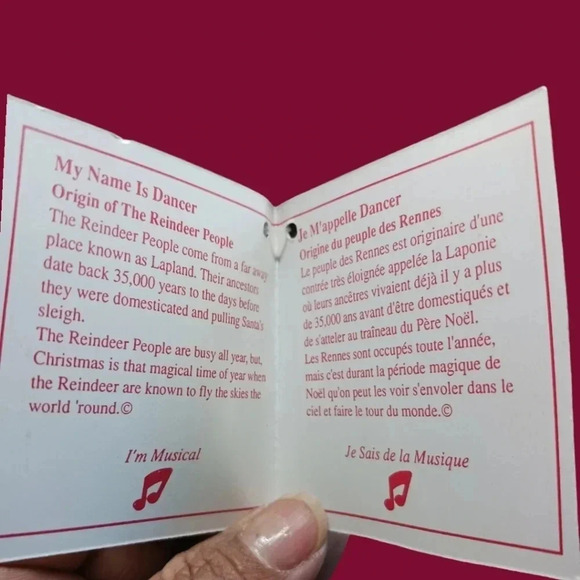 My Name Is Dancer
Origin of The Reindeer People
The Reindeer People come from a far away
place known as Lapland. Their ancestors
date back 35,000 years to the days before
they were domesticated and pulling Santa's
sleigh.
The Reindeer People are busy all year, but,
Christmas is that magical time of year when
the Reindeer are known to fly the skies the
world 'round.©
I'm Musical
Je M'appelle Dancer
Origine du peuple des Rennes
Le peuple des Rennes est originaire d'une
contrée très éloignée appelée la Laponie
où leurs ancêtres vivaient déjà il y a plus
de 35,000 ans avant d'être domestiqués et
de s'atteler au traîneau du Père Noël.
Les Rennes sont occupés toute l'année,
mais c'est durant la période magique de
Noël qu'on peut les voir s'envoler dans le
ciel et faire le tour du monde.©
Je Sais de la Musique